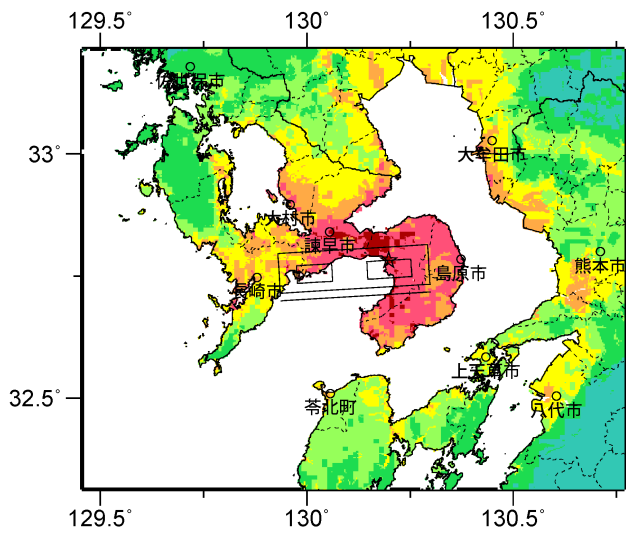 129.5°
130°
130.5°
佐世保市
33°
大牟田市
大村市
諫早市
島原市
熊本市
長崎市
上天草市
32.5°
苓北町
八代市
129.5°
130°
130.5°